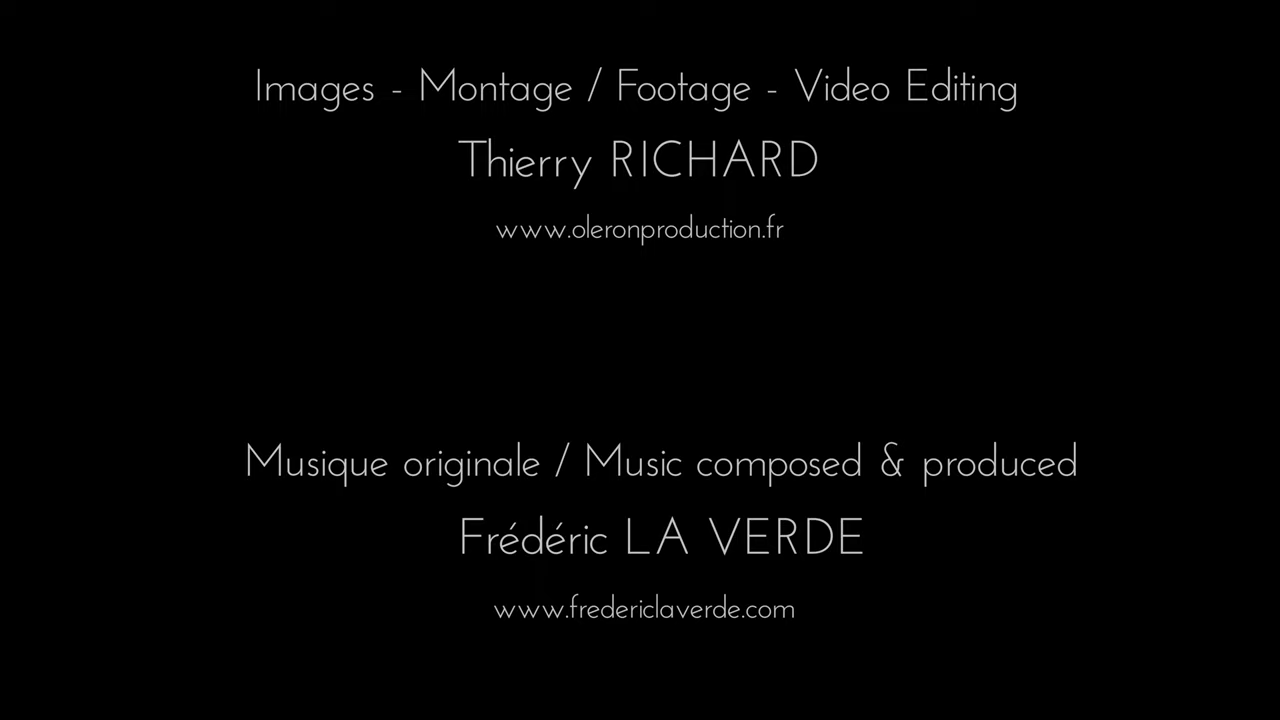 Images - Montage / Footage - Video Editing
Thierry RICHARD
www.oleronproduction.fr
Musique originale / Music composed & produced
Frédéric LA VERDE
www.fredericlaverde.com